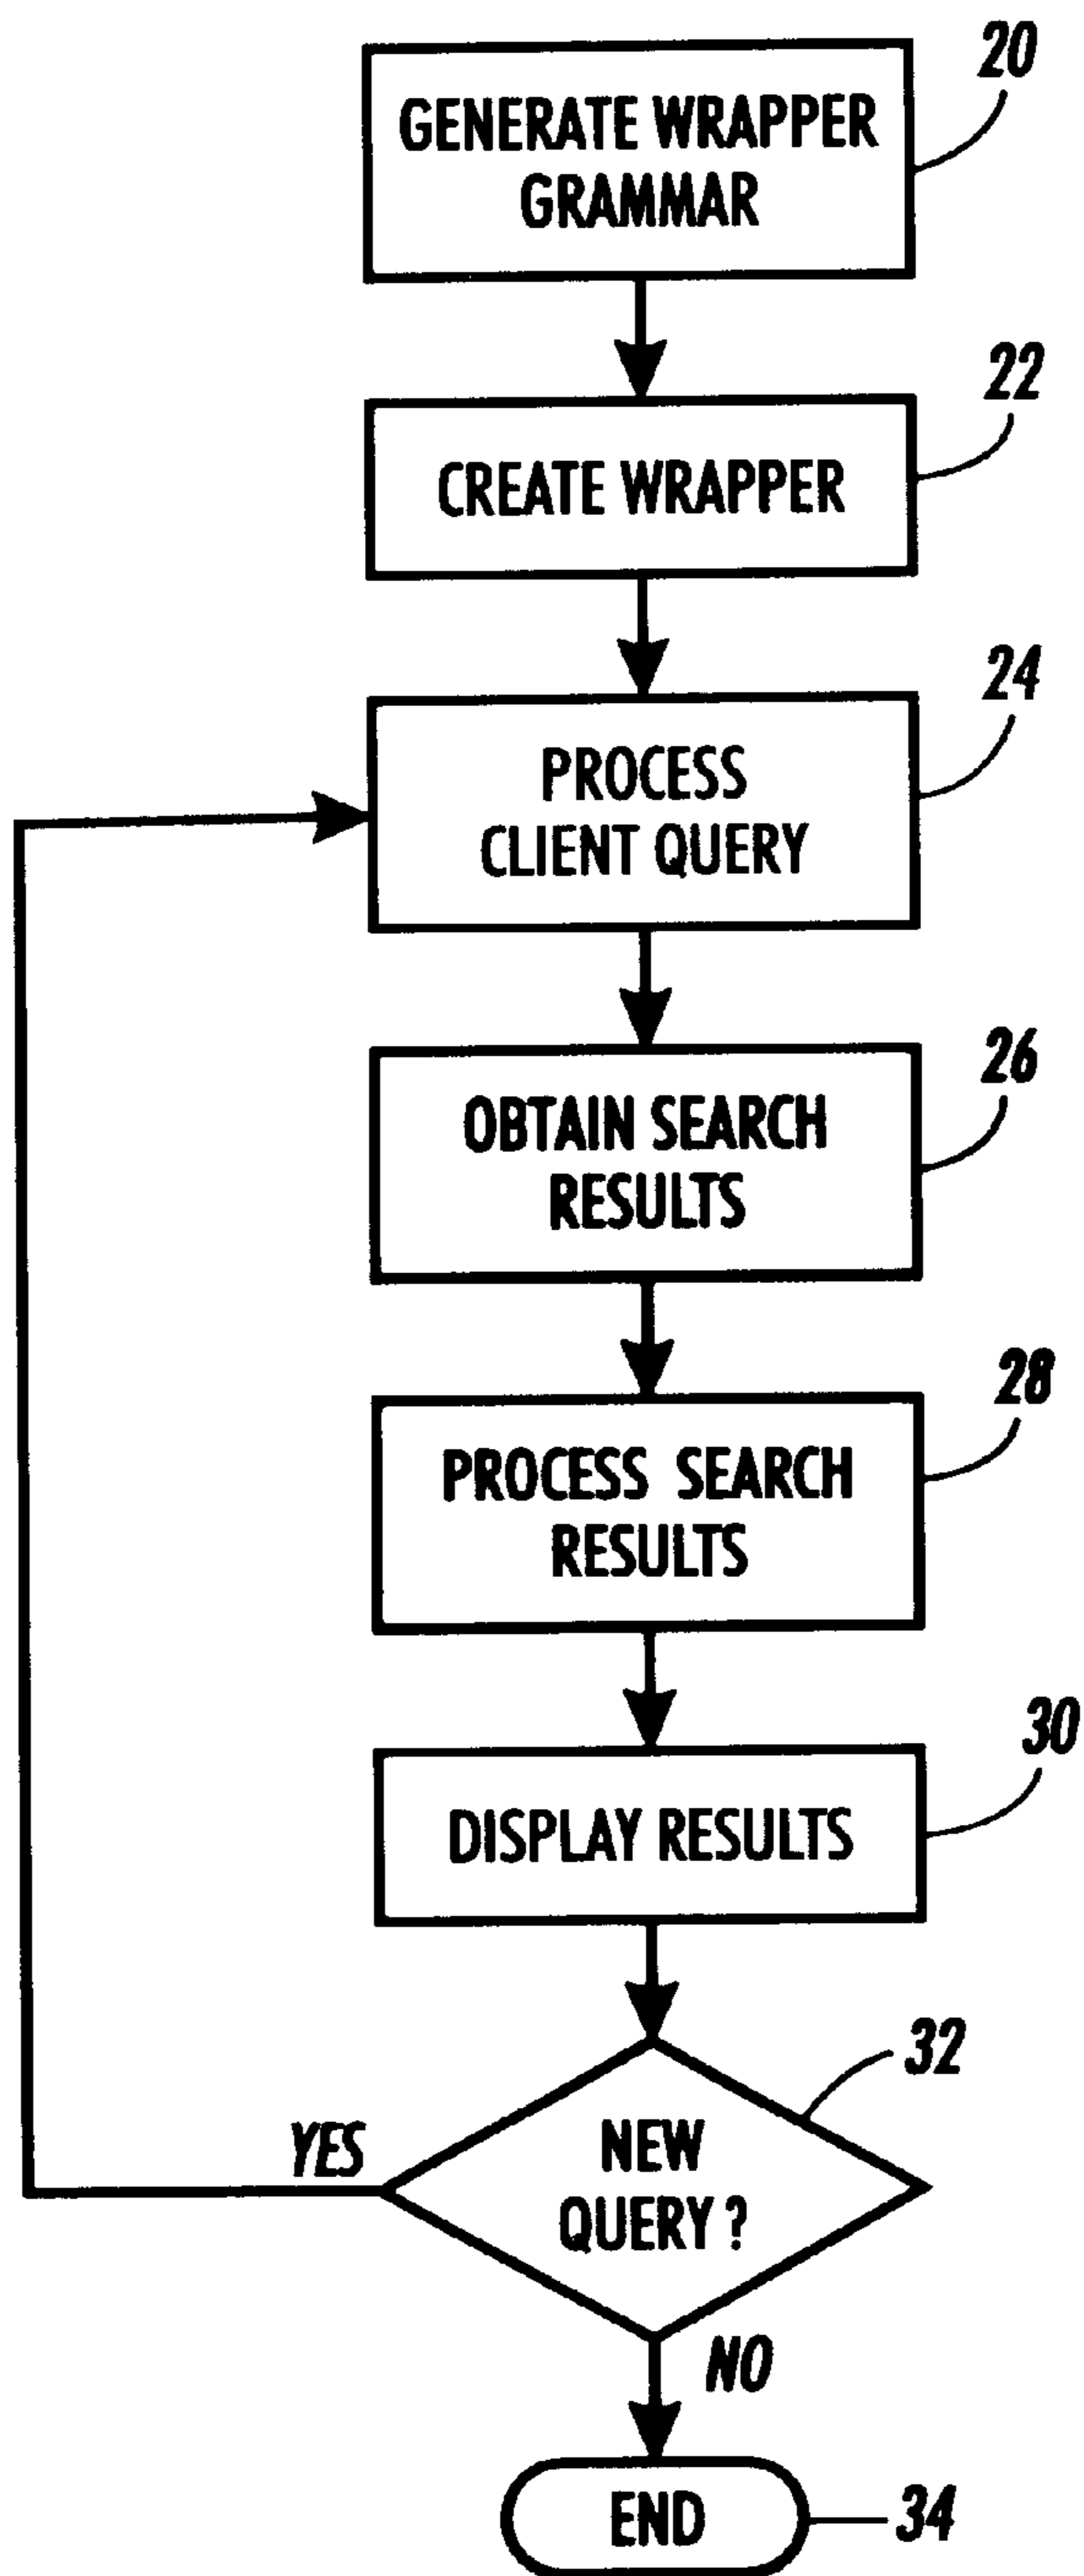 20
GENERATE WRAPPER
GRAMMAR
22
CREATE WRAPPER
24
PROCESS
CLIENT QUERY
26
OBTAIN SEARCH
RESULTS
28
PROCESS SEARCH
RESULTS
30
DISPLAY RESULTS
32
NEW
QUERY?
YES
NO
END
34